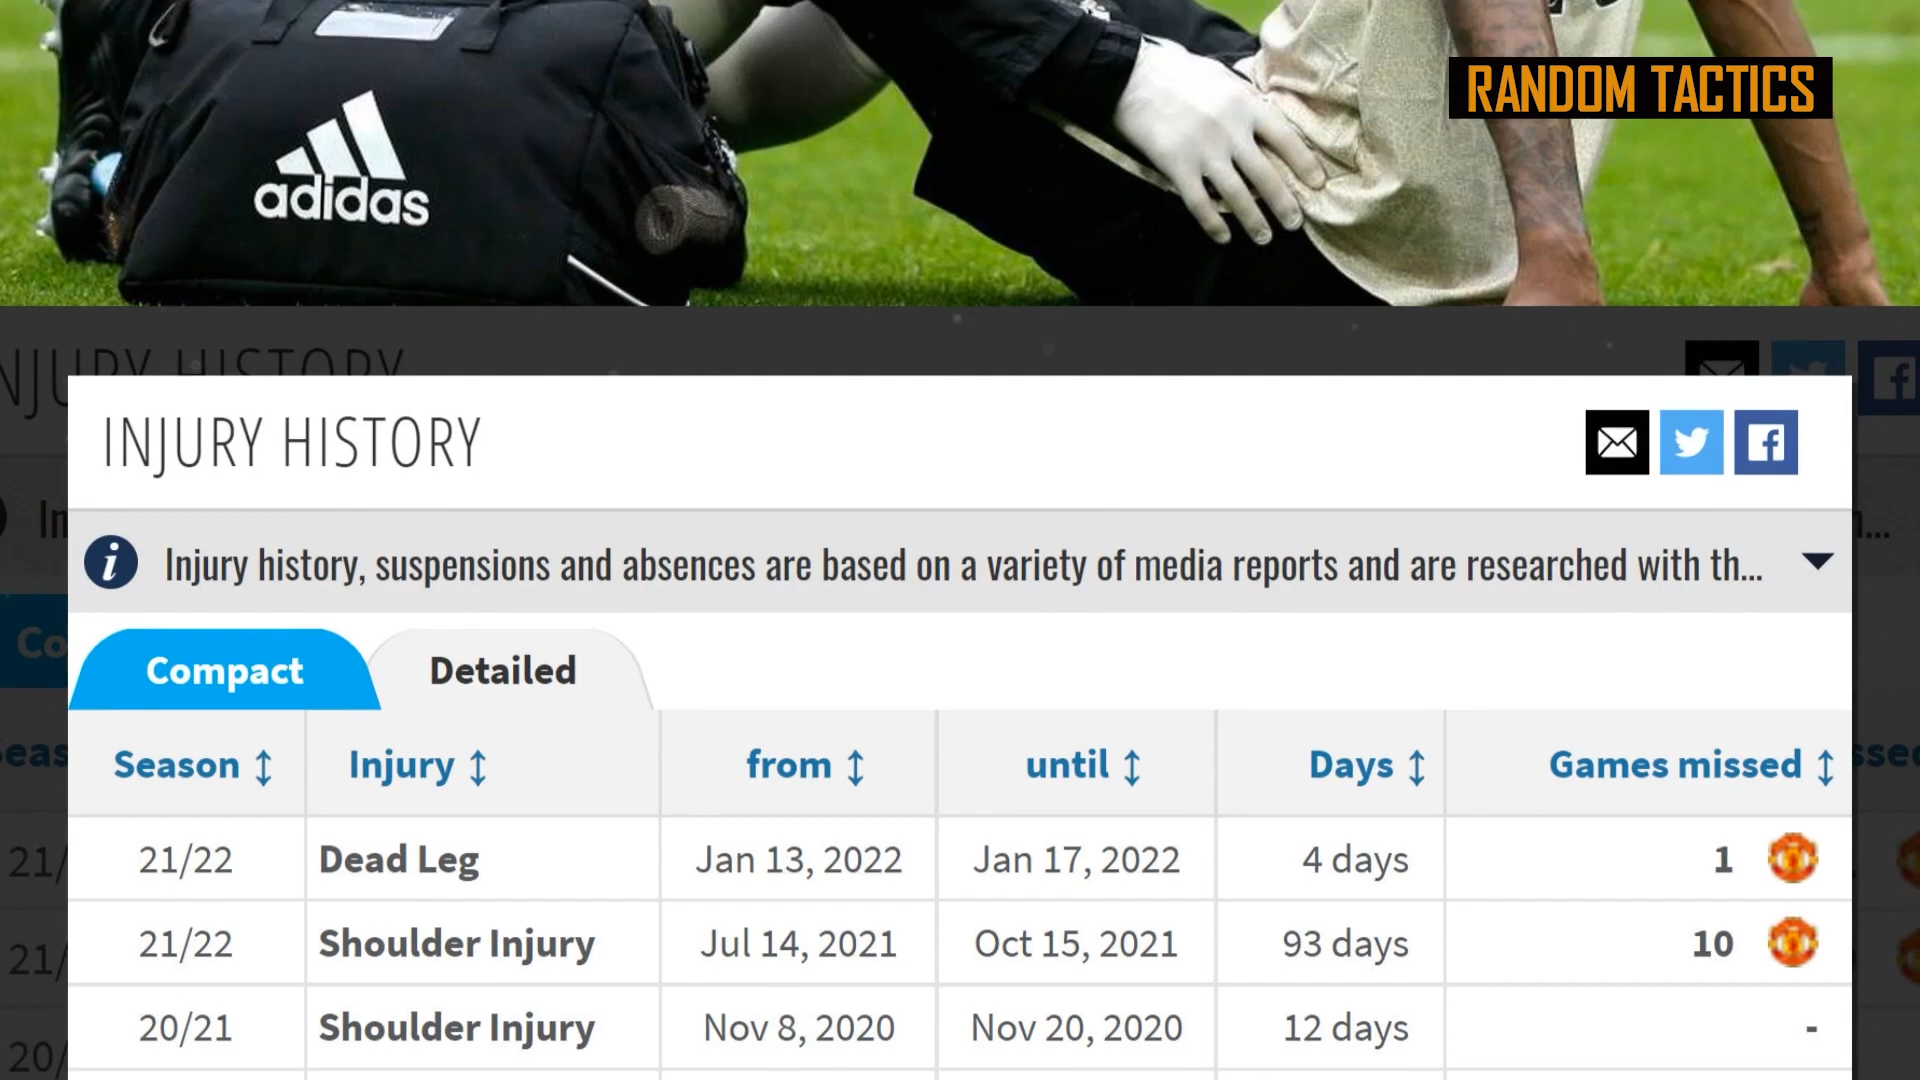 RANDOM TACTICS
adidas
INJURY HISTORY
INJURY HISTORY
Injury history, suspensions and absences are based on a variety of media reports and are researched with th...
Compact Detailed
Season Injury from until Days Games missed
21/22 Dead Leg Jan 13, 2022 Jan 17, 2022 4 days 1
21/22 Shoulder Injury Jul 14, 2021 Oct 15, 2021 93 days 10
20/21 Shoulder Injury Nov 8, 2020 Nov 20, 2020 12 days -